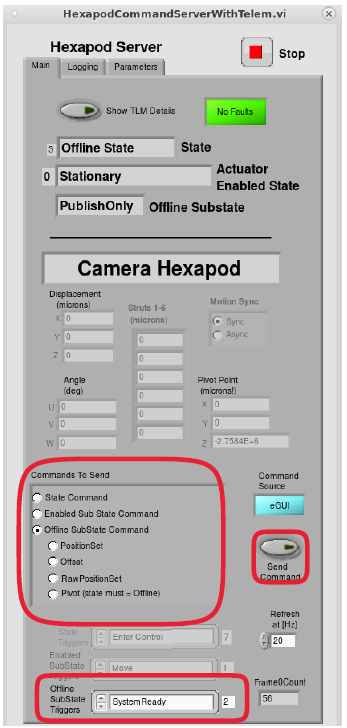 HexapodCommandServerWithTelem.vi
Hexapod Server
Stop
Main Logging Parameters
Show TLM Details
No Faults
3 Offline State State
0 Stationary Actuator Enabled State
PublishOnly Offline Substate
Camera Hexapod
Displacement (microns)
X 0
Y 0
Z 0
Struts 1-6 (microns)
0
0
0
0
0
0
Motion Sync
Sync
Async
Angle (deg)
U 0
V 0
W 0
Pivot Point (microns!)
X 0
Y 0
Z -2.7584E+6
Commands To Send
State Command
Enabled Sub State Command
Offline SubState Command
PositionSet
Offset
RawPositionSet
Pivot (state must = Offline)
Command Source
eGUI
Send Command
State Triggers Enter Control 7
Enabled SubState Triggers Move 1
Offline SubState Triggers SystemReady 2
Refresh at [Hz]
20
Frame0Count
56